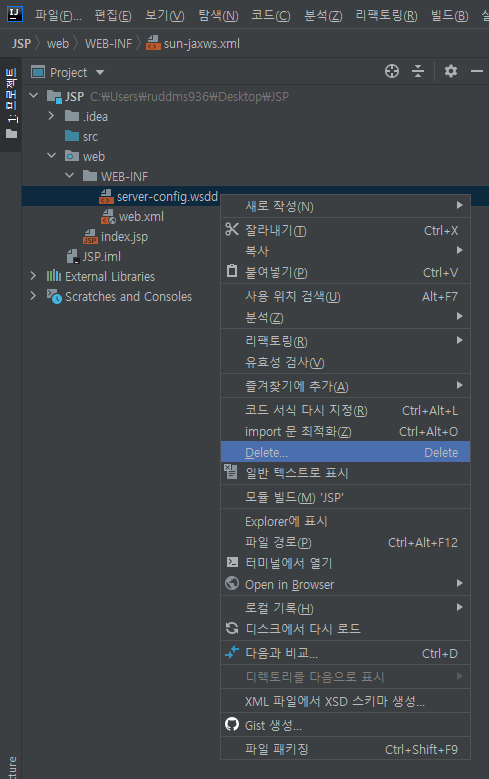 IJ 파일(F)... 편집(E) 보기(V) 탐색(N) 코드(C) 분석(Z) 리팩토링(R) 빌드(B)
JSP web WEB-INF sun-jaxws.xml
1: 프로젝트
Project
JSP C:₩Users₩ruddms936₩Desktop₩JSP
.idea
src
web
WEB-INF
server-config.wsdd
web.xml
JSP index.jsp
JSP.iml
External Libraries
Scratches and Consoles
새로 작성(N)
잘라내기(T) Ctrl+X
복사
붙여넣기(P) Ctrl+V
사용 위치 검색(U) Alt+F7
분석(Z)
리팩토링(R)
유효성 검사(V)
즐겨찾기에 추가(A)
코드 서식 다시 지정(R) Ctrl+Alt+L
import 문 최적화(Z) Ctrl+Alt+O
Delete... Delete
일반 텍스트로 표시
모듈 빌드(M) 'JSP'
Explorer에 표시
파일 경로(P) Ctrl+Alt+F12
터미널에서 열기
Open in Browser
로컬 기록(H)
디스크에서 다시 로드
다음과 비교... Ctrl+D
디렉토리를 다음으로 표시
XML 파일에서 XSD 스키마 생성...
Gist 생성...
파일 패키징 Ctrl+Shift+F9
cture